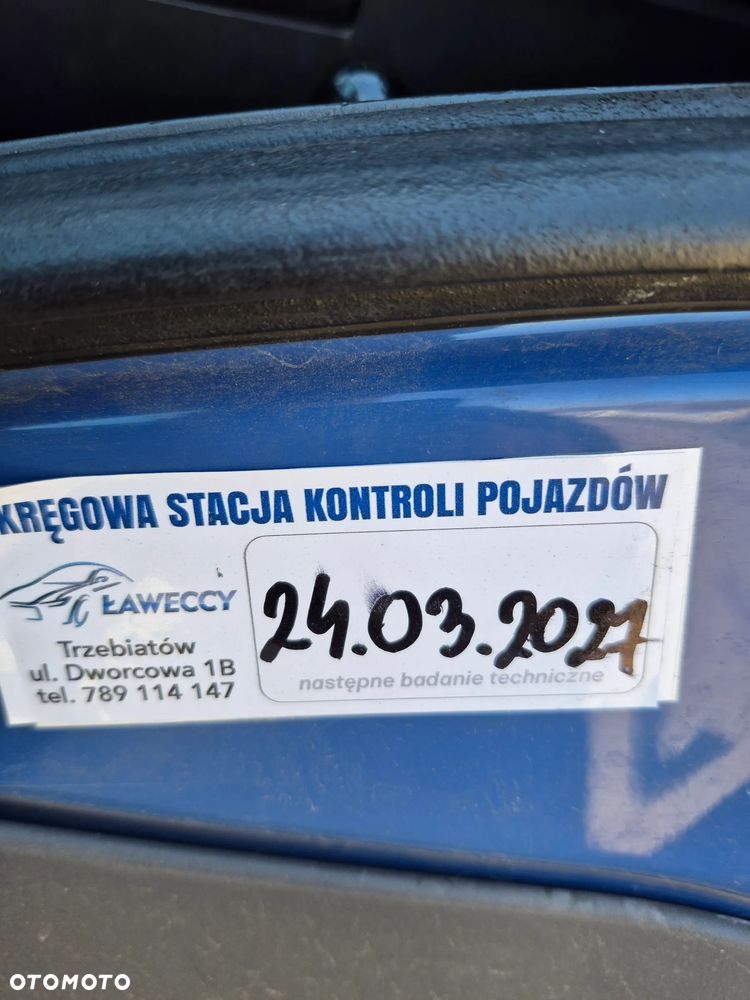 KRĘGOWA STACJA KONTROLI POJAZDÓW
ŁAWECCY
Trzebiatów
ul. Dworcowa 1B
tel. 789 114 147
24.03.2027
następne badanie techniczne
OTOMOTO